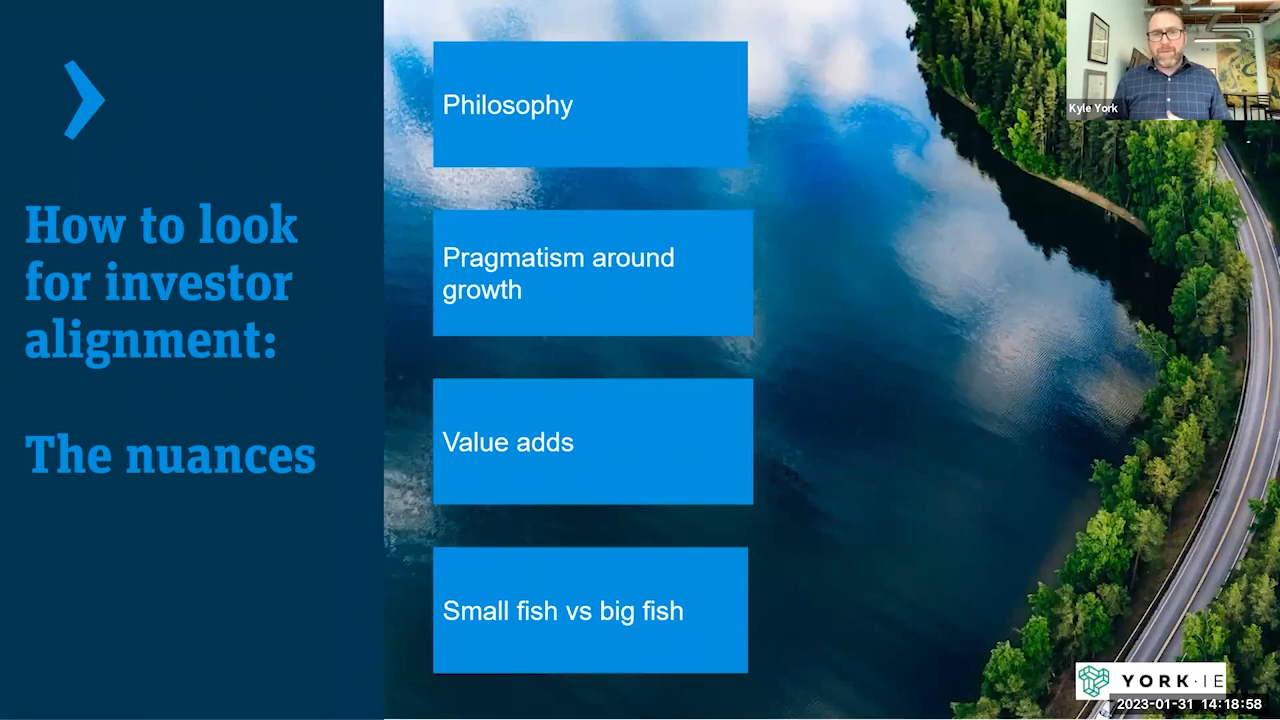 How to look
for investor
alignment:
The nuances
Philosophy
Pragmatism around
growth
Value adds
Small fish vs big fish
Kyle York
YORK·IE
2023-01-31 14:18:58